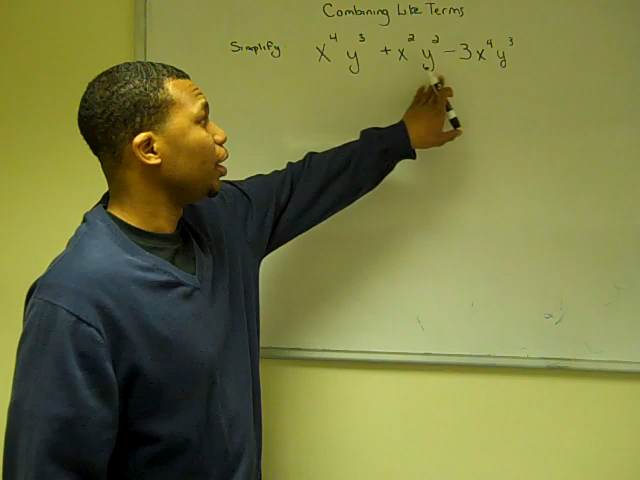 Combining Like Terms
Simplify x⁴y³ + x²y² - 3x⁴y³